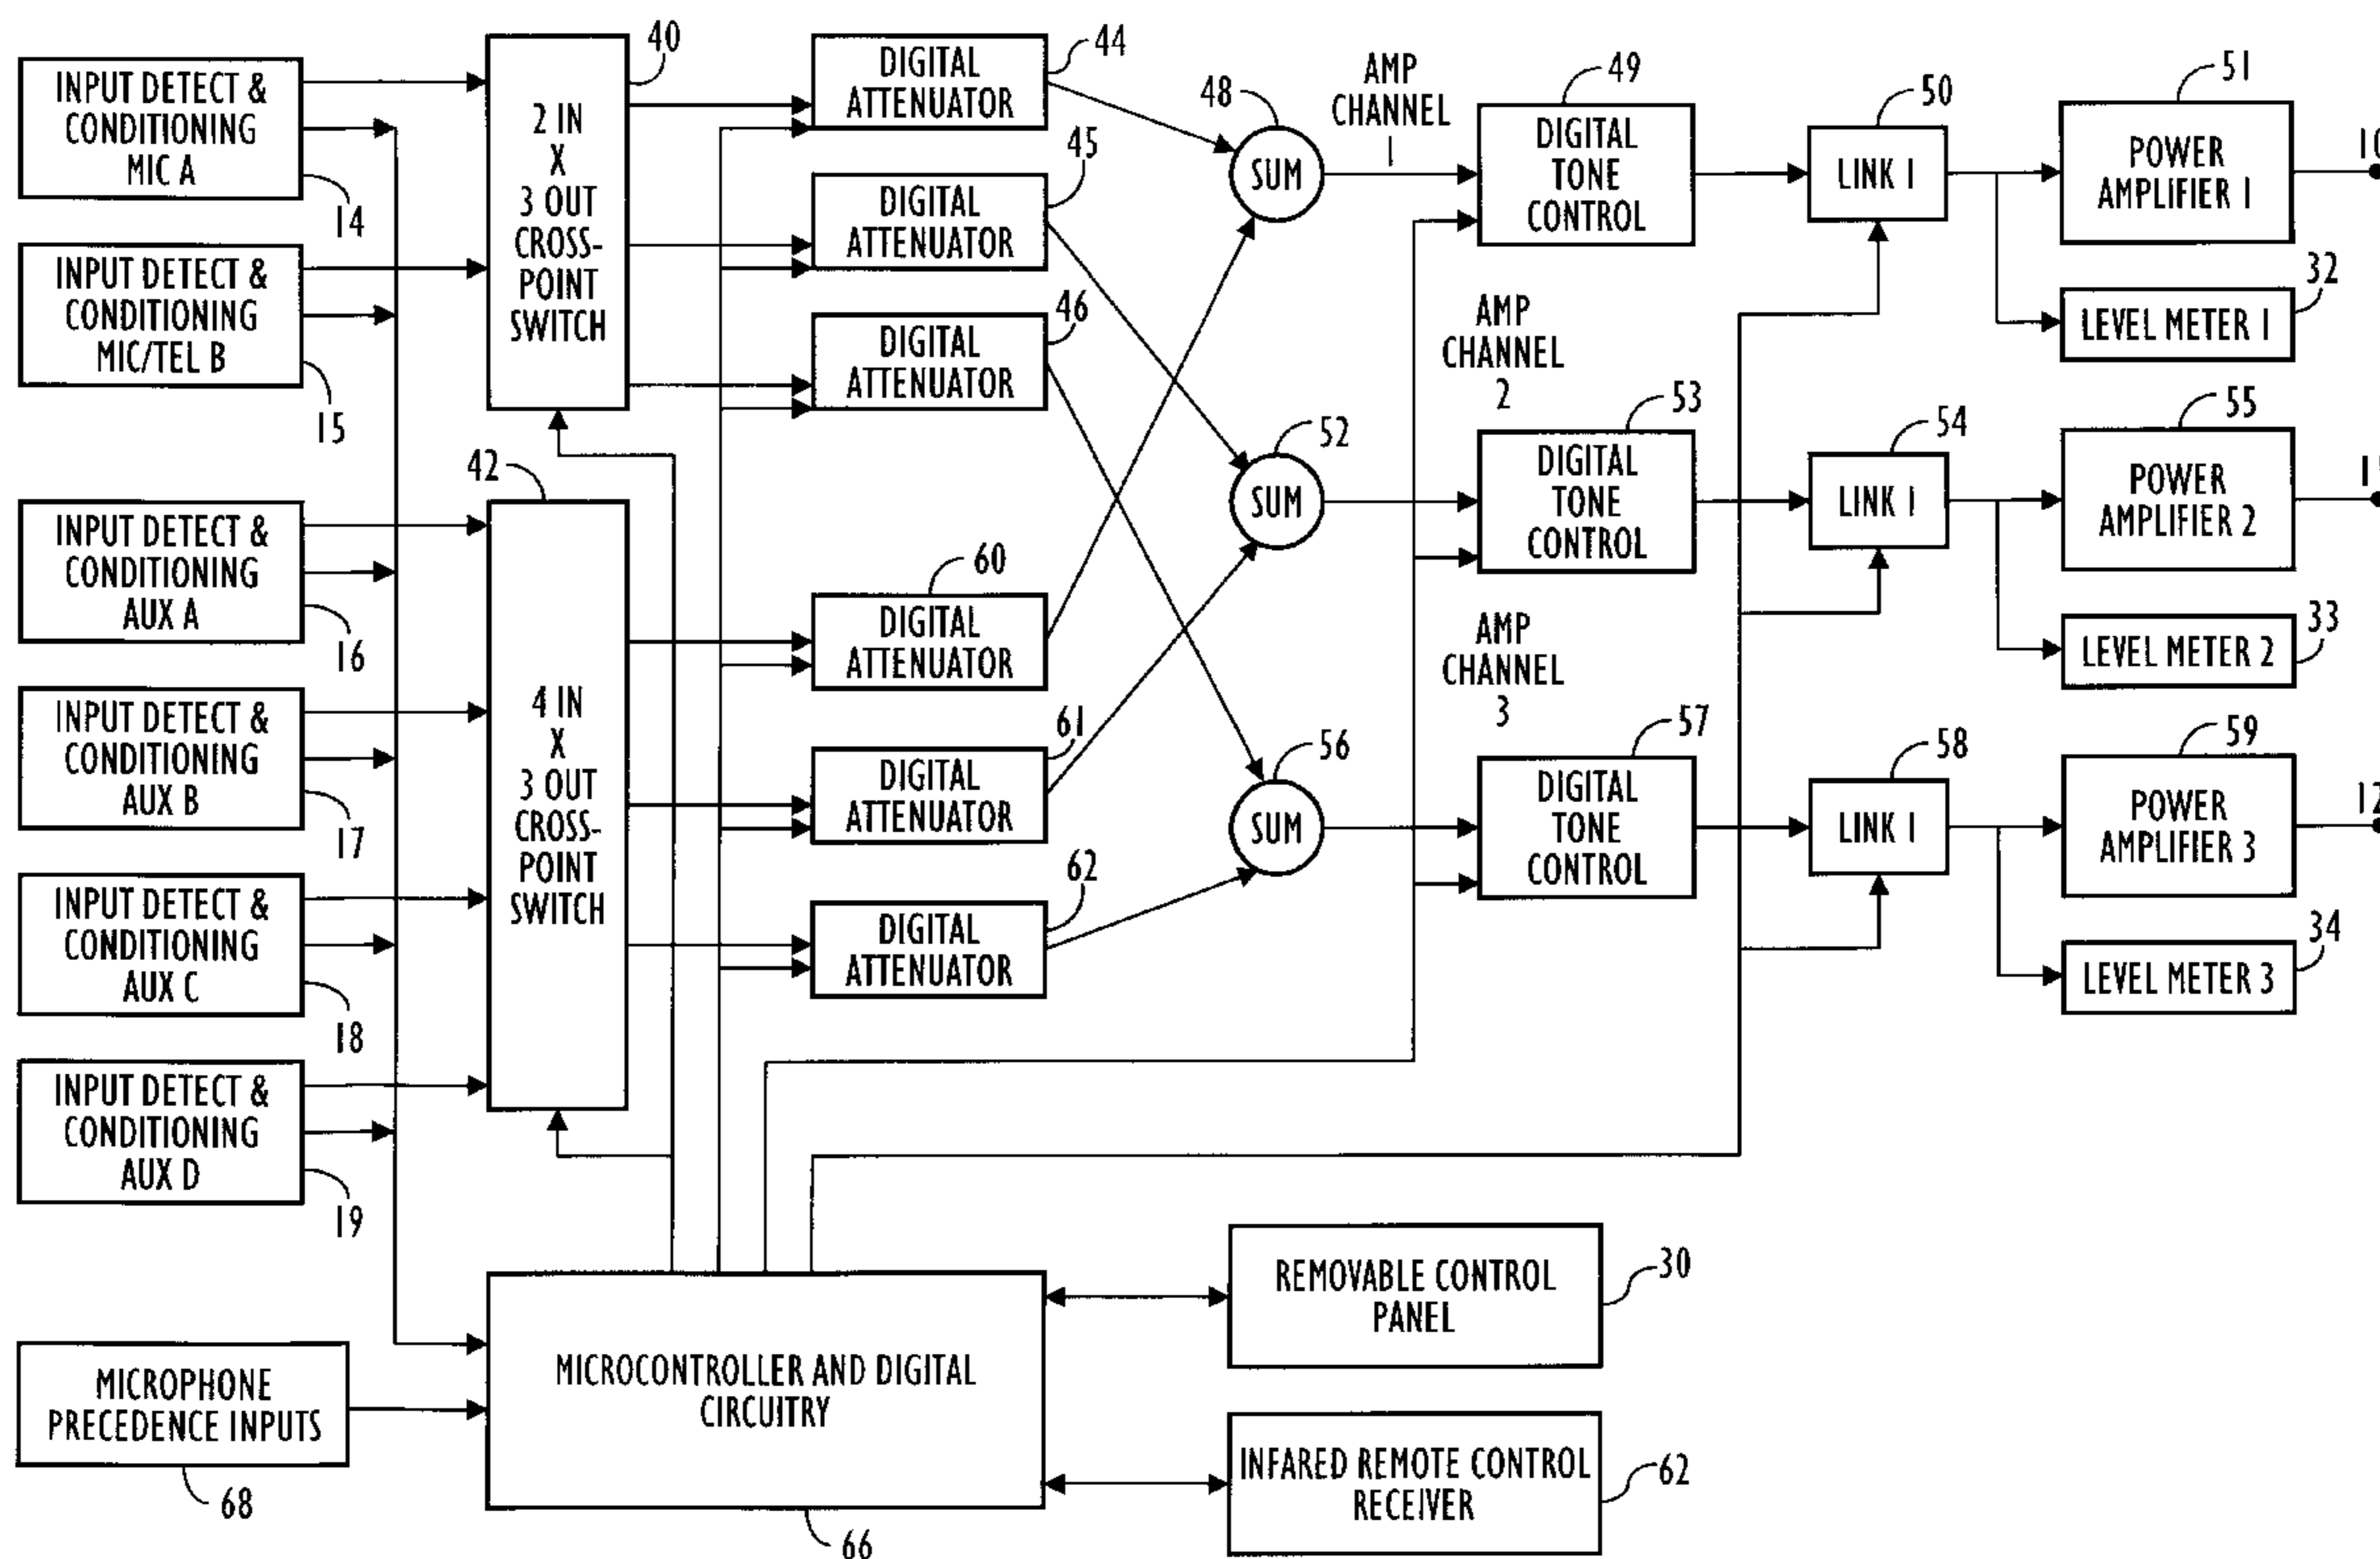 INPUT DETECT &
CONDITIONING
MIC A
14
INPUT DETECT &
CONDITIONING
MIC/TEL B
15
INPUT DETECT &
CONDITIONING
AUX A
16
INPUT DETECT &
CONDITIONING
AUX B
17
INPUT DETECT &
CONDITIONING
AUX C
18
INPUT DETECT &
CONDITIONING
AUX D
19
MICROPHONE
PRECEDENCE INPUTS
68
40
2 IN
X
3 OUT
CROSS-
POINT
SWITCH
42
4 IN
X
3 OUT
CROSS-
POINT
SWITCH
DIGITAL
ATTENUATOR
44
DIGITAL
ATTENUATOR
45
DIGITAL
ATTENUATOR
46
60
DIGITAL
ATTENUATOR
61
DIGITAL
ATTENUATOR
62
DIGITAL
ATTENUATOR
48
SUM
52
SUM
56
SUM
AMP
CHANNEL
1
49
DIGITAL
TONE
CONTROL
50
LINK 1
51
POWER
AMPLIFIER 1
10
32
LEVEL METER 1
AMP
CHANNEL
2
53
DIGITAL
TONE
CONTROL
54
LINK 1
55
POWER
AMPLIFIER 2
33
LEVEL METER 2
AMP
CHANNEL
3
57
DIGITAL
TONE
CONTROL
58
LINK 1
59
POWER
AMPLIFIER 3
12
34
LEVEL METER 3
MICROCONTROLLER AND DIGITAL
CIRCUITRY
66
REMOVABLE CONTROL
PANEL
30
INFARED REMOTE CONTROL
RECEIVER
62